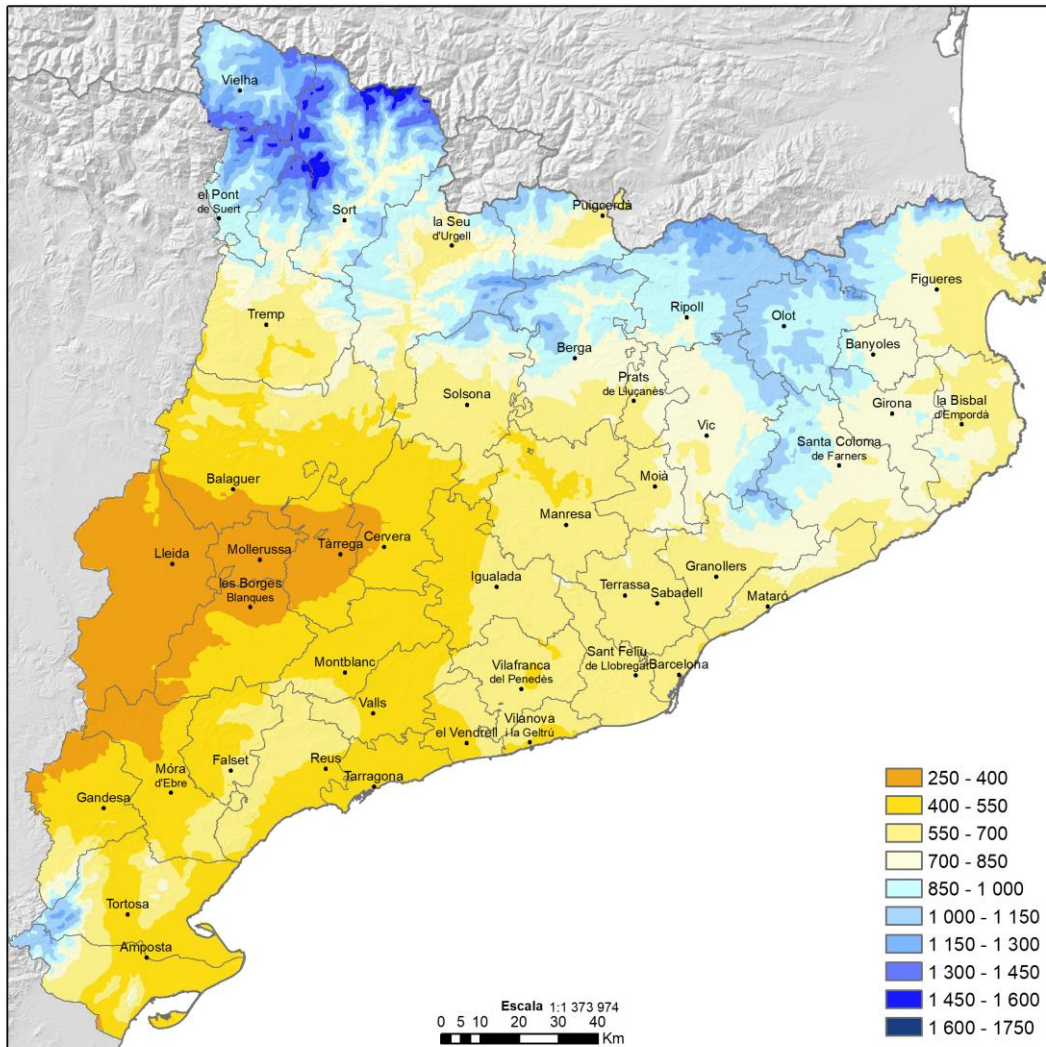 Vielha
el Pont
de Suert
Sort
Puigcerdà
la Seu
d'Urgell
Figueres
Tremp
Ripoll
Olot
Banyoles
Berga
Prats
de Lluçanès
Solsona
Girona
la Bisbal
d'Empordà
Vic
Santa Coloma
de Farners
Balaguer
Moià
Manresa
Lleida
Mollerussa
Tàrrega
Cervera
les Borges
Blanques
Igualada
Terrassa
Sabadell
Granollers
Mataró
Montblanc
Vilafranca
del Penedès
Sant Feliu
de Llobregat
Barcelona
Valls
el Vendrell
Vilanova
i la Geltrú
Móra
d'Ebre
Falset
Reus
Tarragona
Gandesa
Tortosa
Amposta
250 - 400
400 - 550
550 - 700
700 - 850
850 - 1 000
1 000 - 1 150
1 150 - 1 300
1 300 - 1 450
1 450 - 1 600
1 600 - 1750
Escala 1:1 373 974
0 5 10 20 30 40
Km